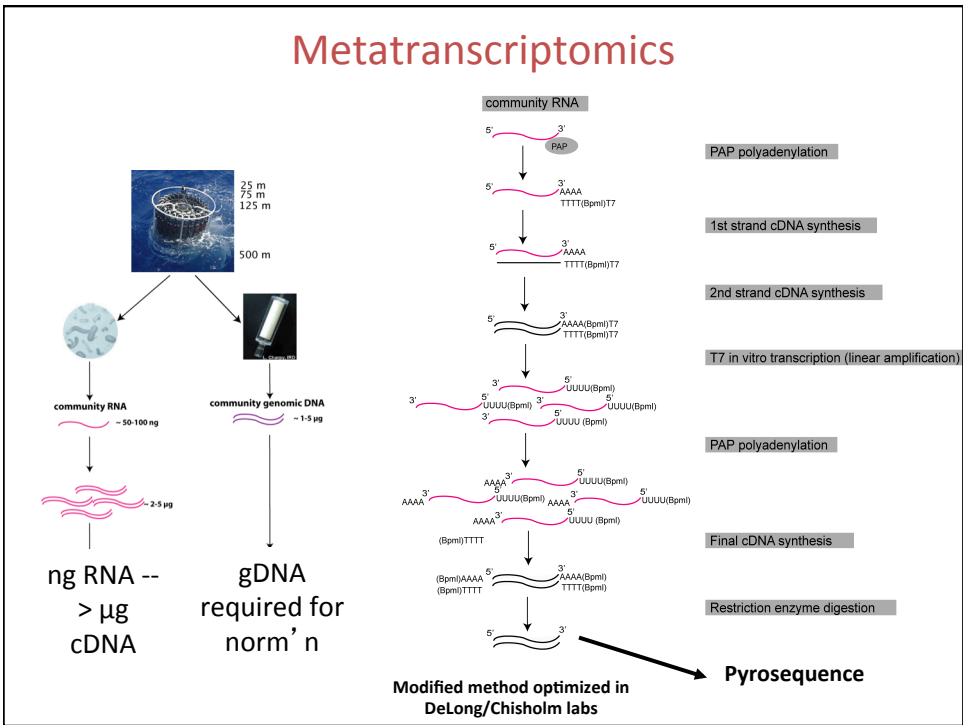 Metatranscriptomics
25 m
75 m
125 m
500 m
L. Charpy, IRD
community RNA
~ 50-100 ng
community genomic DNA
~ 1-5 µg
~ 2-5 µg
ng RNA --
> µg
cDNA
gDNA
required for
norm’n
community RNA
5’ 3’
PAP
PAP polyadenylation
5’ 3’
AAAA
TTTT(BpmI)T7
1st strand cDNA synthesis
5’ 3’
AAAA
TTTT(BpmI)T7
2nd strand cDNA synthesis
5’ 3’
AAAA(BpmI)T7
TTTT(BpmI)T7
T7 in vitro transcription (linear amplification)
3’ 5’
UUUU(BpmI)
3’ 5’ 3’ 5’
UUUU(BpmI) UUUU(BpmI)
3’ 5’
UUUU (BpmI)
PAP polyadenylation
AAAA 3’ 5’
UUUU(BpmI)
AAAA 3’ 5’ UUUU(BpmI) AAAA 3’ 5’ UUUU(BpmI)
AAAA 3’ 5’ UUUU (BpmI)
(BpmI)TTTT
Final cDNA synthesis
5’ 3’
(BpmI)AAAA AAAA(BpmI)
(BpmI)TTTT TTTT(BpmI)
Restriction enzyme digestion
5’ 3’
Pyrosequence
Modified method optimized in
DeLong/Chisholm labs